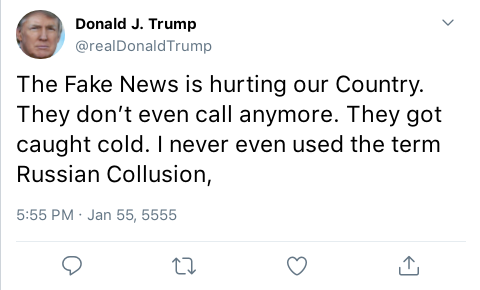 Donald J. Trump
@realDonaldTrump
The Fake News is hurting our Country.
They don’t even call anymore. They got
caught cold. I never even used the term
Russian Collusion,
5:55 PM · Jan 55, 5555